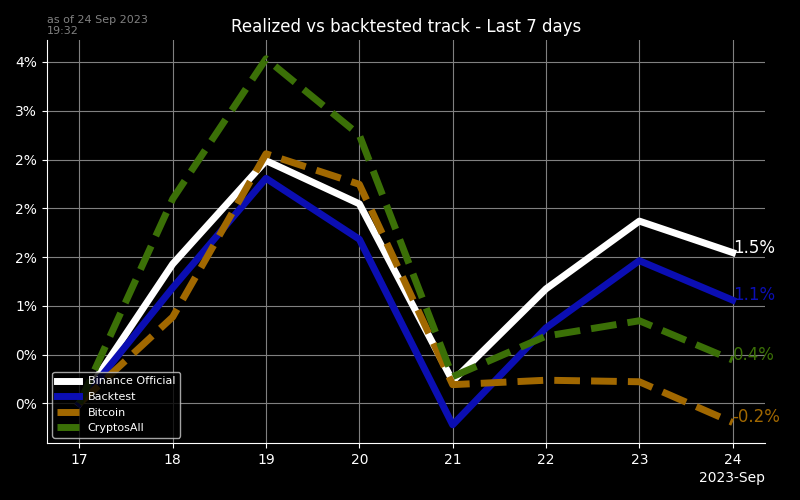 as of 24 Sep 2023
19:32
Realized vs backtested track - Last 7 days
4%
3%
2%
2%
2%
1%
0%
0%
1.5%
1.1%
0.4%
-0.2%
Binance Official
Backtest
Bitcoin
CryptosAll
17 18 19 20 21 22 23 24
2023-Sep